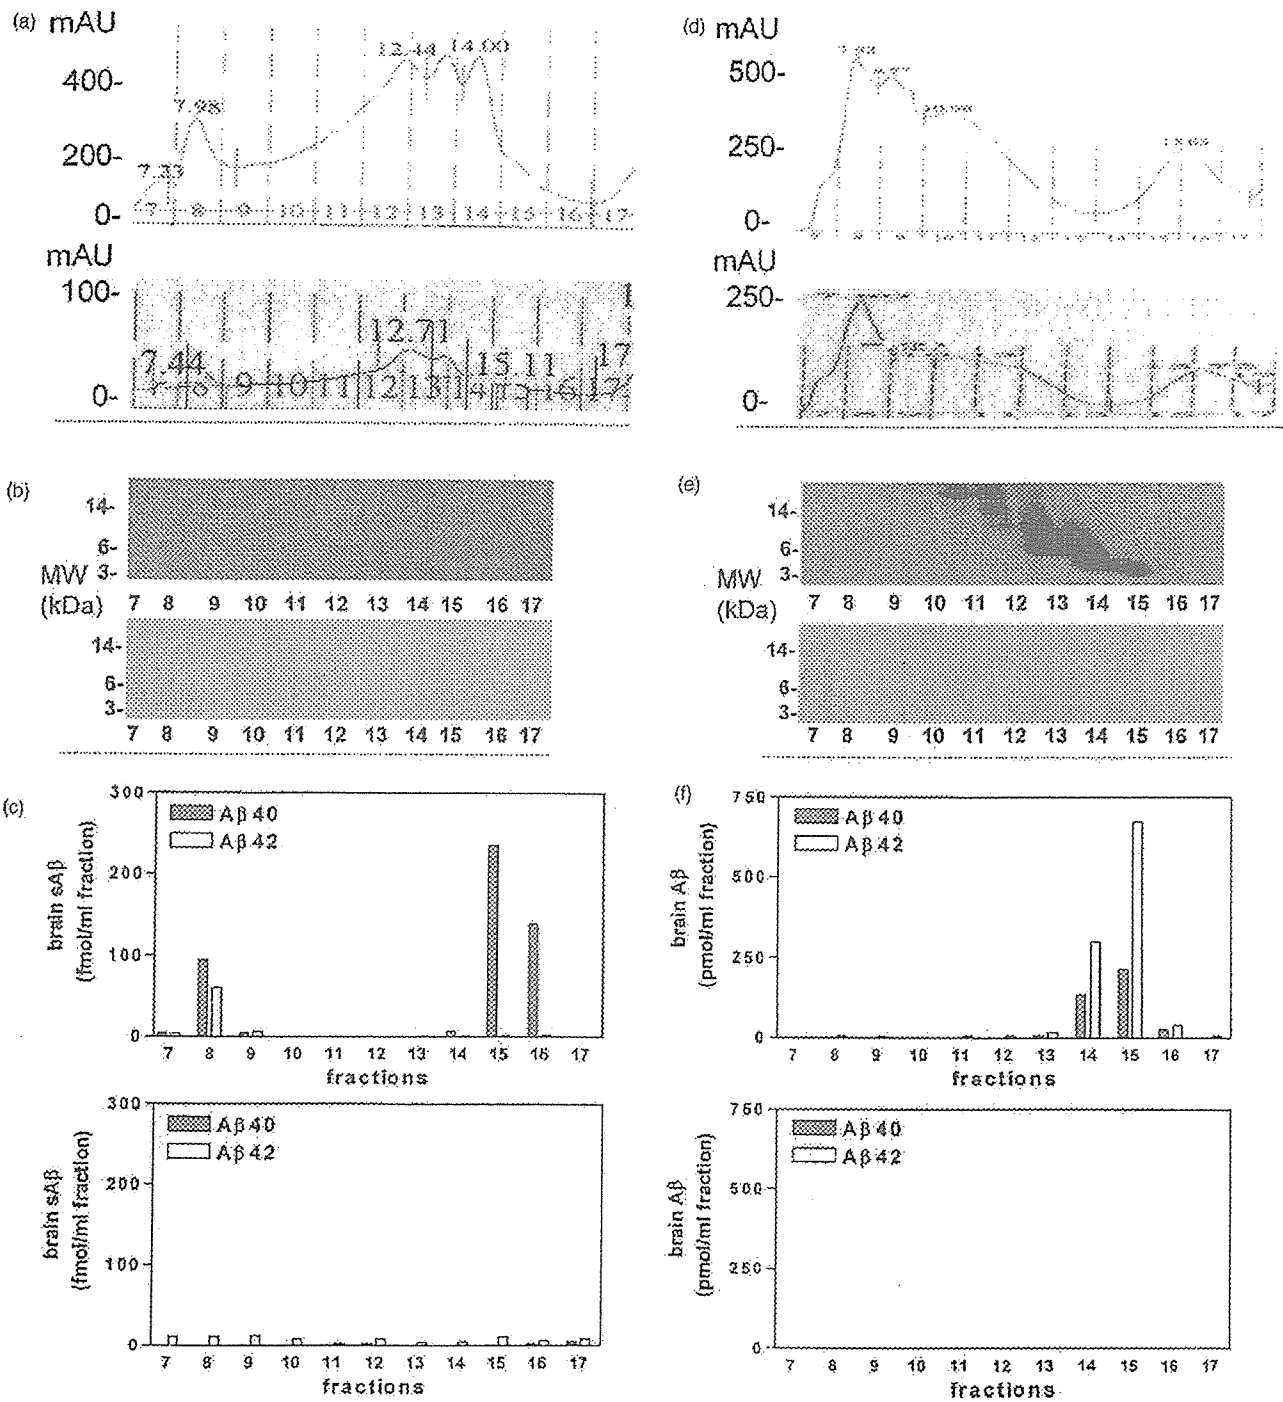 (a) mAU
12.44 14.00
400-
7.98
200-
7.23
0-
7 8 9 10 11 12 13 14 15 16 17
mAU
100-
12.71
7.44 15.11 17
0-
7 8 9 10 11 12 13 14 15 16 17
(b)
14-
6-
3-
MW
(kDa)
7 8 9 10 11 12 13 14 15 16 17
14-
6-
3-
7 8 9 10 11 12 13 14 15 16 17
(c)
brain sAβ
(fmol/ml fraction)
300
200
100
0
Aβ40
Aβ42
7 8 9 10 11 12 13 14 15 16 17
fractions
brain sAβ
(fmol/ml fraction)
300
200
100
0
Aβ40
Aβ42
7 8 9 10 11 12 13 14 15 16 17
fractions
(d) mAU
500-
250-
0-
mAU
250-
0-
(e)
14-
6-
3-
MW
(kDa)
7 8 9 10 11 12 13 14 15 16 17
14-
6-
3-
7 8 9 10 11 12 13 14 15 16 17
(f)
brain Aβ
(pmol/ml fraction)
750
500
250
0
Aβ40
Aβ42
7 8 9 10 11 12 13 14 15 16 17
fractions
brain Aβ
(pmol/ml fraction)
750
500
250
0
Aβ40
Aβ42
7 8 9 10 11 12 13 14 15 16 17
fractions